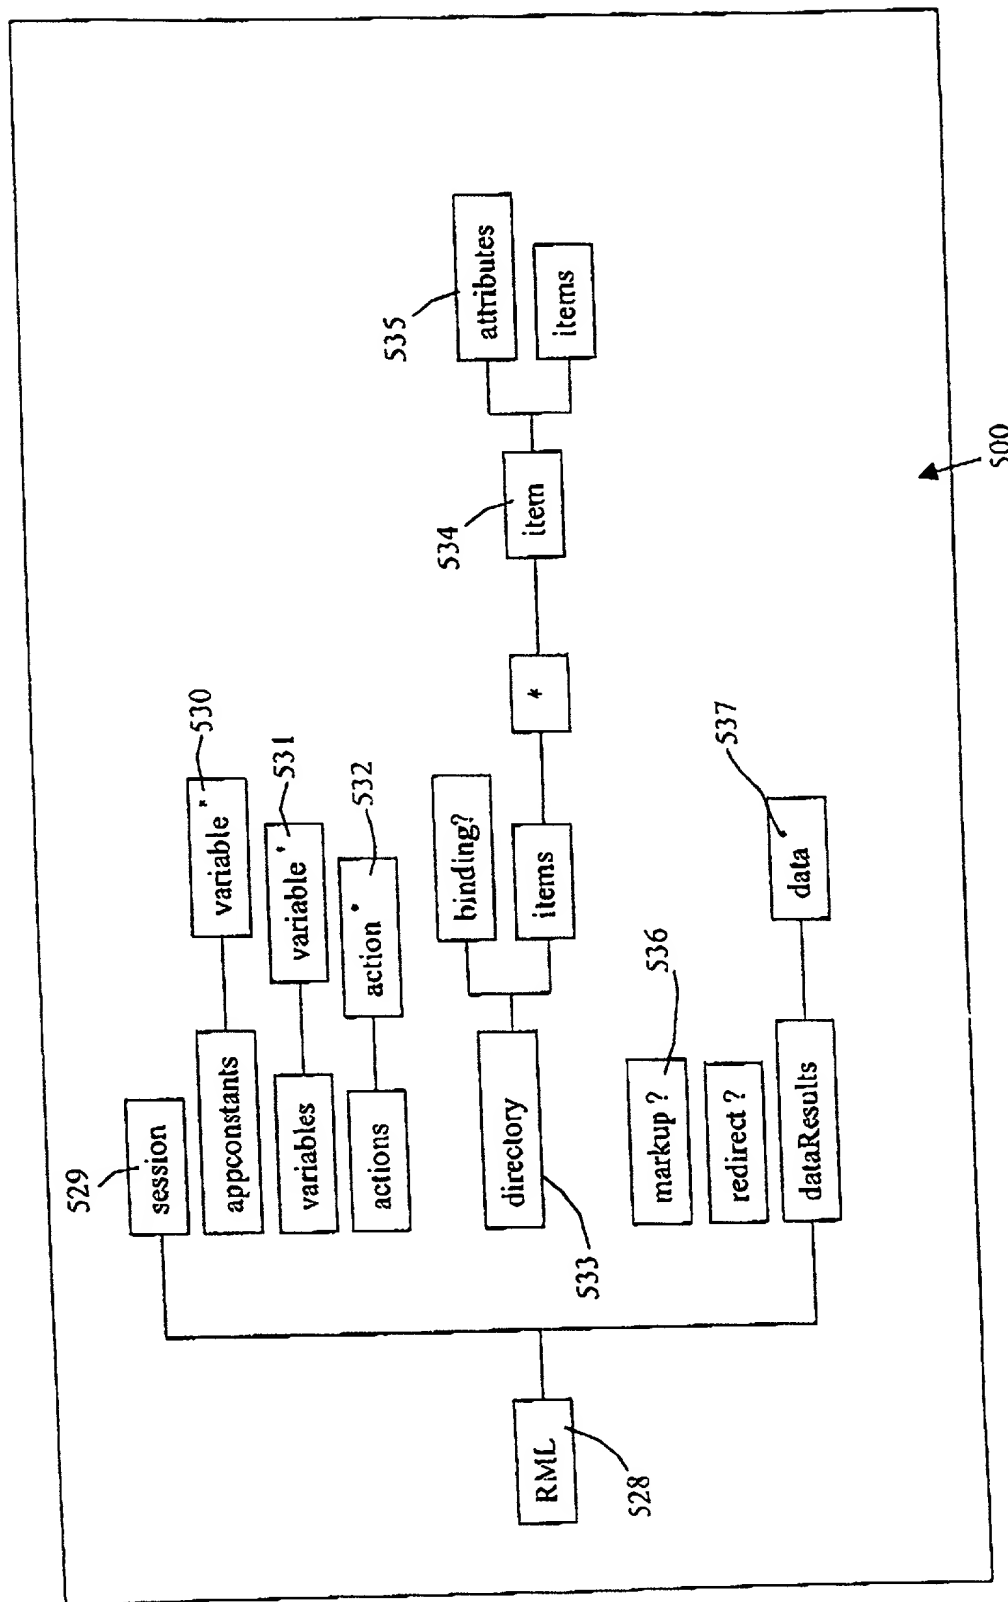 529
session
appconstants
variable *
530
variables
variable *
531
actions
action *
532
directory
533
binding?
items
*
item
534
attributes
535
items
RML
528
markup ?
536
redirect ?
dataResults
data *
537
500